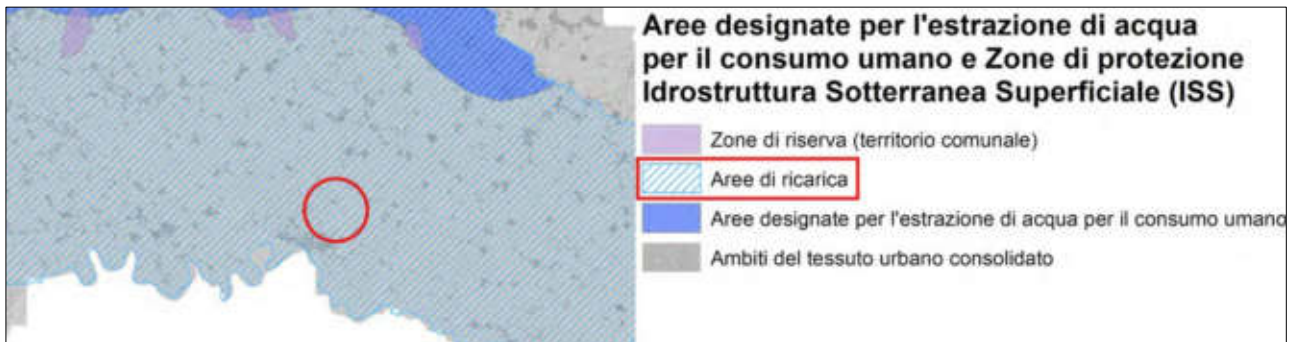 Aree designate per l'estrazione di acqua
per il consumo umano e Zone di protezione
Idrostruttura Sotterranea Superficiale (ISS)
Zone di riserva (territorio comunale)
Aree di ricarica
Aree designate per l'estrazione di acqua per il consumo umano
Ambiti del tessuto urbano consolidato